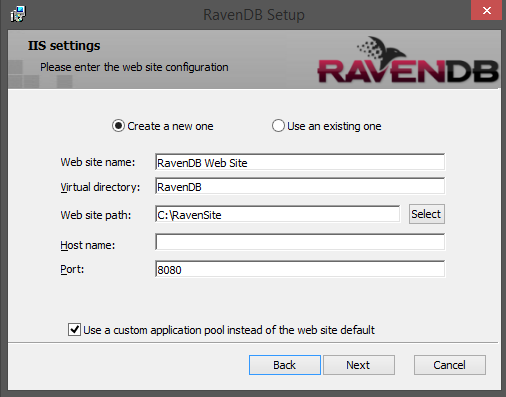 RavenDB Setup
IIS settings
Please enter the web site configuration
RAVENDB
Create a new one
Use an existing one
Web site name:
RavenDB Web Site
Virtual directory:
RavenDB
Web site path:
C:\RavenSite
Select
Host name:
Port:
8080
Use a custom application pool instead of the web site default
Back
Next
Cancel